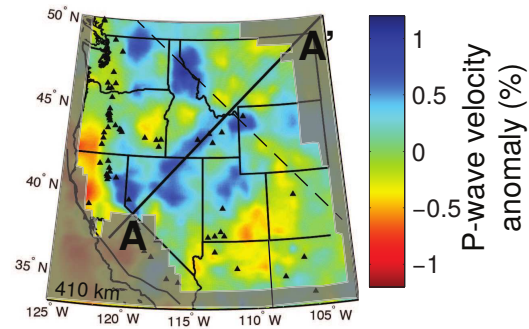 50° N
45° N
40° N
35° N
125° W
120° W
115° W
110° W
105° W
410 km
A
A'
1
0.5
0
−0.5
−1
P-wave velocity
anomaly (%)